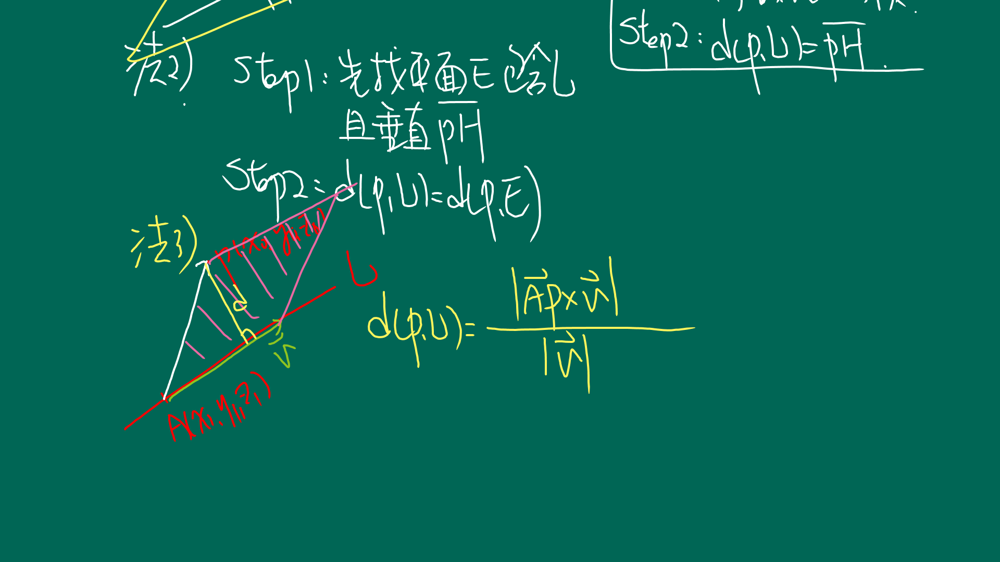 Step2:d(p,L)=PH
法2) Step1:先找平面E包含L
且垂直PH
Step2:d(p,L)=d(p,E)
法3)
P(x₀,y₀,z₀)
L
d
v
A(x₁,y₁,z₁)
d(p,L)=|AP×v|/|v|